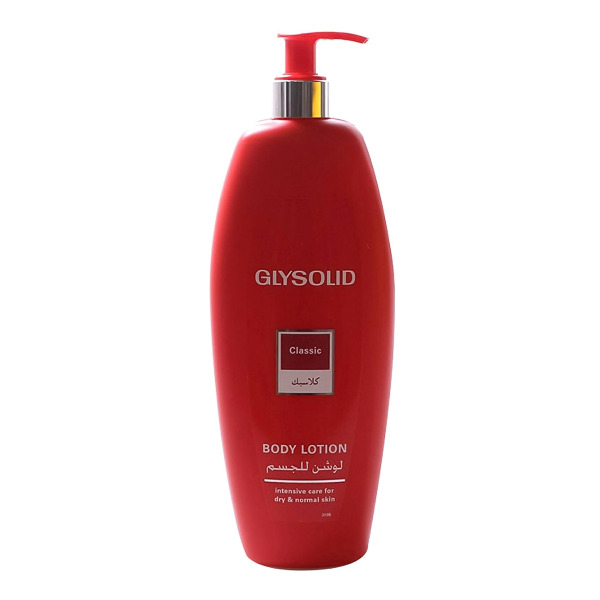 GLYSOLID
Classic
كلاسيك
BODY LOTION
لوشن للجسم
intensive care for
dry & normal skin